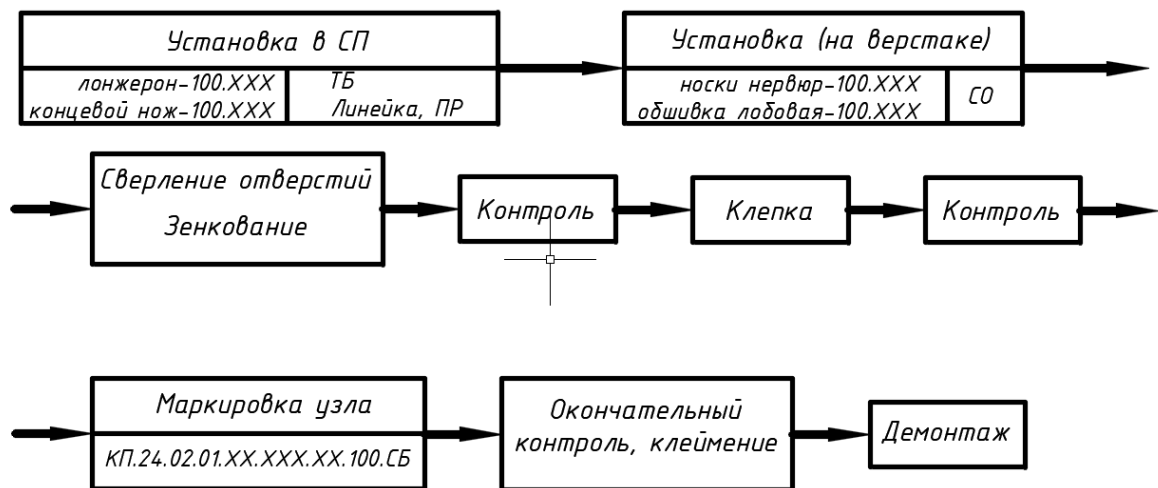 Установка в СП
лонжерон-100.XXX ТБ
концевой нож-100.XXX Линейка, ПР
Установка (на верстаке)
носки нервюр-100.XXX
обшивка лобовая-100.XXX
СО
Сверление отверстий
Зенкование
Контроль
Клепка
Контроль
Маркировка узла
КП.24.02.01.XX.XXX.XX.100.СБ
Окончательный
контроль, клеймение
Демонтаж